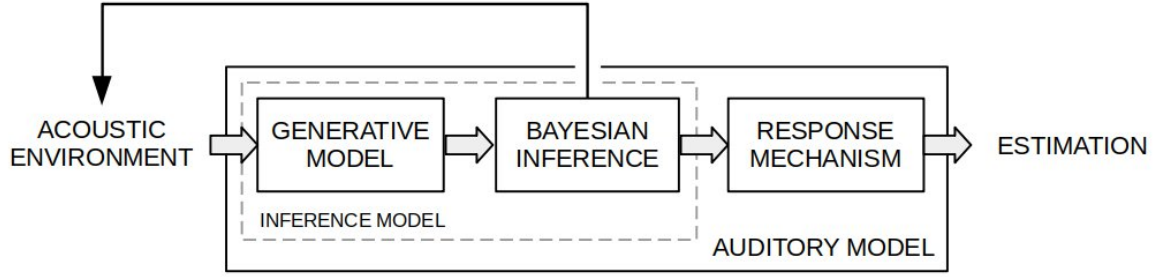 ACOUSTIC
ENVIRONMENT
GENERATIVE
MODEL
BAYESIAN
INFERENCE
RESPONSE
MECHANISM
ESTIMATION
INFERENCE MODEL
AUDITORY MODEL